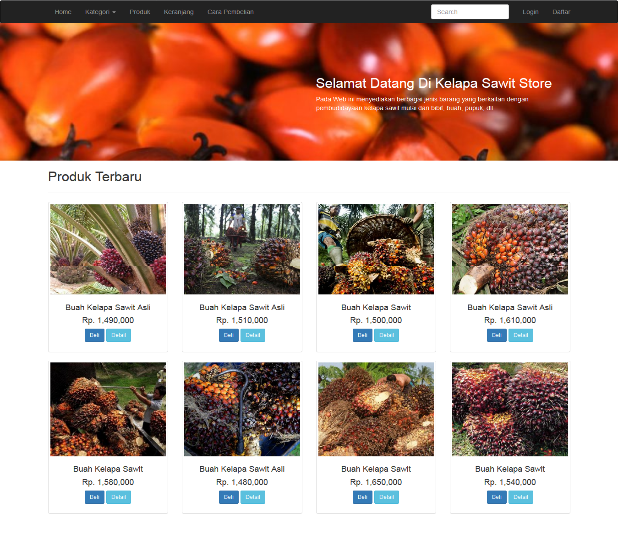 Home Kategori Produk Keranjang Cara Pembelian Search Login Daftar
Selamat Datang Di Kelapa Sawit Store
Pada Web ini menyediakan berbagai jenis barang yang berkaitan dengan
pembudidayaan kelapa sawit mulai dari bibit, buah, pupuk, dll
Produk Terbaru
Buah Kelapa Sawit Asli
Rp. 1,490,000
Beli Detail
Buah Kelapa Sawit Asli
Rp. 1,510,000
Beli Detail
Buah Kelapa Sawit
Rp. 1,500,000
Beli Detail
Buah Kelapa Sawit Asli
Rp. 1,610,000
Beli Detail
Buah Kelapa Sawit
Rp. 1,580,000
Beli Detail
Buah Kelapa Sawit Asli
Rp. 1,480,000
Beli Detail
Buah Kelapa Sawit
Rp. 1,650,000
Beli Detail
Buah Kelapa Sawit
Rp. 1,540,000
Beli Detail